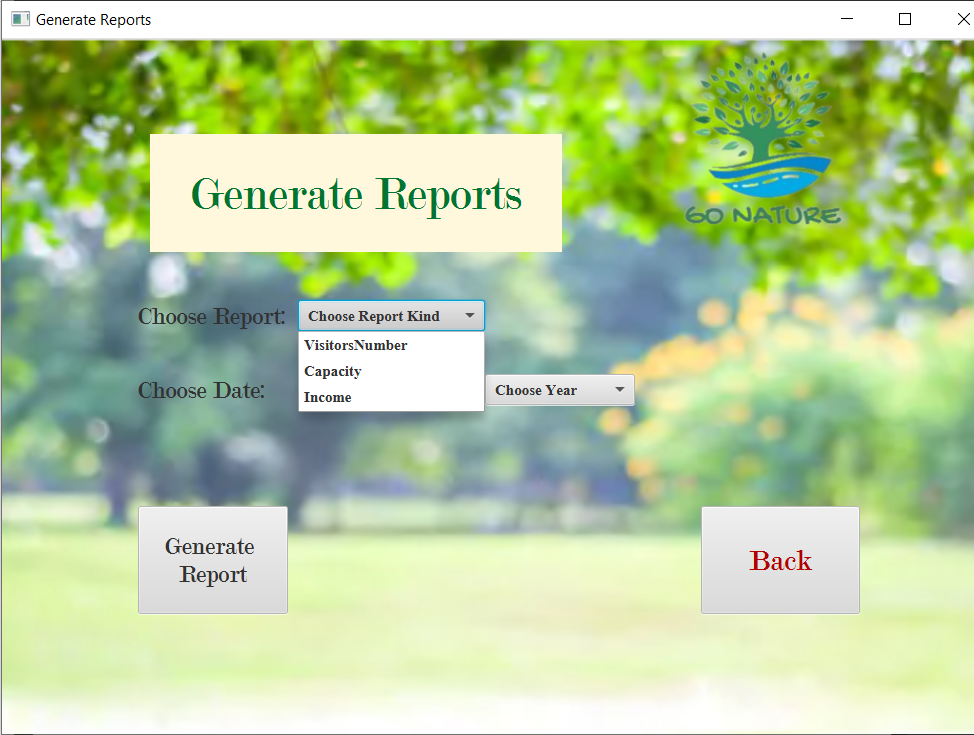 Generate Reports
GO NATURE
Generate Reports
Choose Report:
Choose Report Kind
VisitorsNumber
Capacity
Income
Choose Date:
Choose Year
Generate
Report
Back